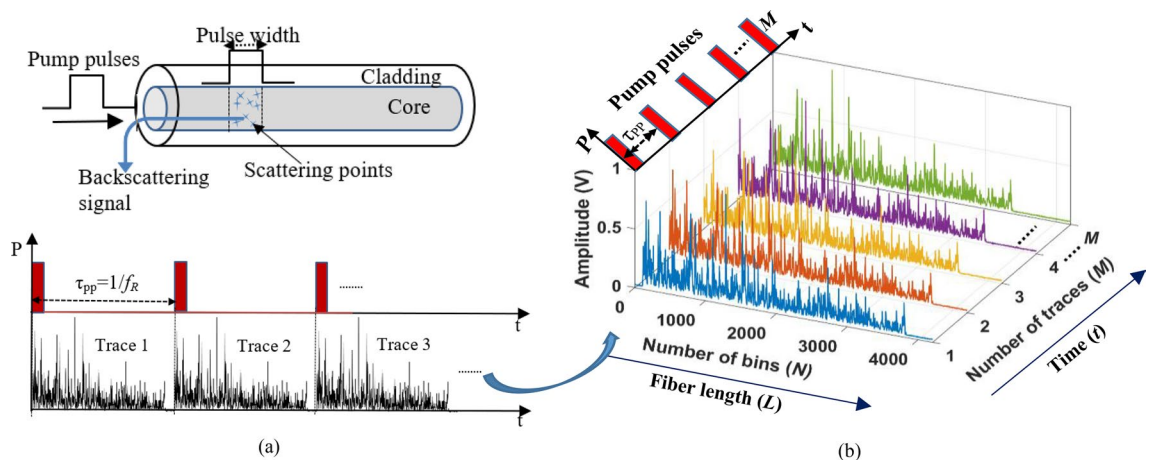 Pulse width
Pump pulses
Cladding
Core
Backscattering
signal
Scattering points
P
τpp=1/fR
........
t
Trace 1
Trace 2
Trace 3
........
t
(a)
Pump pulses
P
τPP
.....
M
t
Amplitude (V)
1
0.5
0
0
1000
2000
3000
4000
Number of bins (N)
Fiber length (L)
1
2
3
4
.....
.....
M
Number of traces (M)
Time (t)
(b)